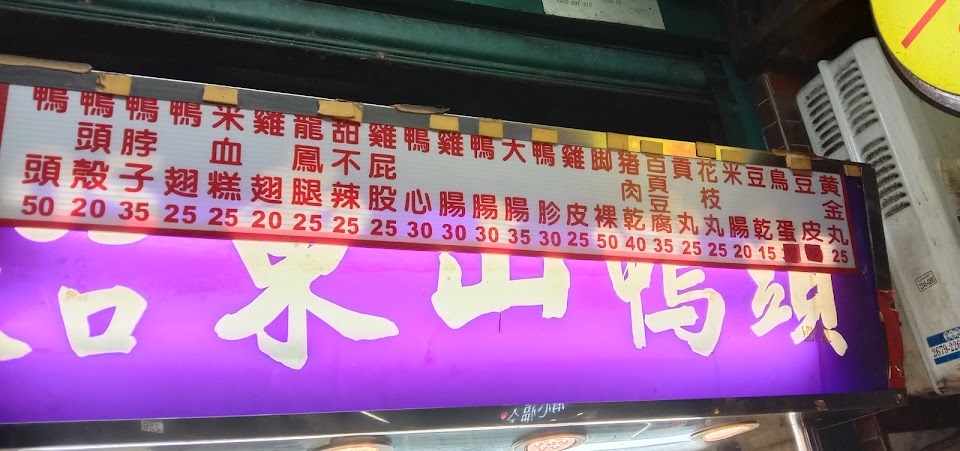 鴨頭 50
鴨頭殼 20
鴨脖子 35
鴨翅 25
米血糕 25
雞翅 20
龍鳳腿 25
甜不辣 25
雞屁股 25
鴨心 30
雞腸 30
鴨腸 30
大腸 35
鴨胗 30
雞皮 25
腳裸 50
豬肉乾 40
百頁豆腐 35
貢丸 25
花枝丸 25
米腸 20
豆乾 15
鳥蛋
豆皮
黃金丸 25
東山鴨頭